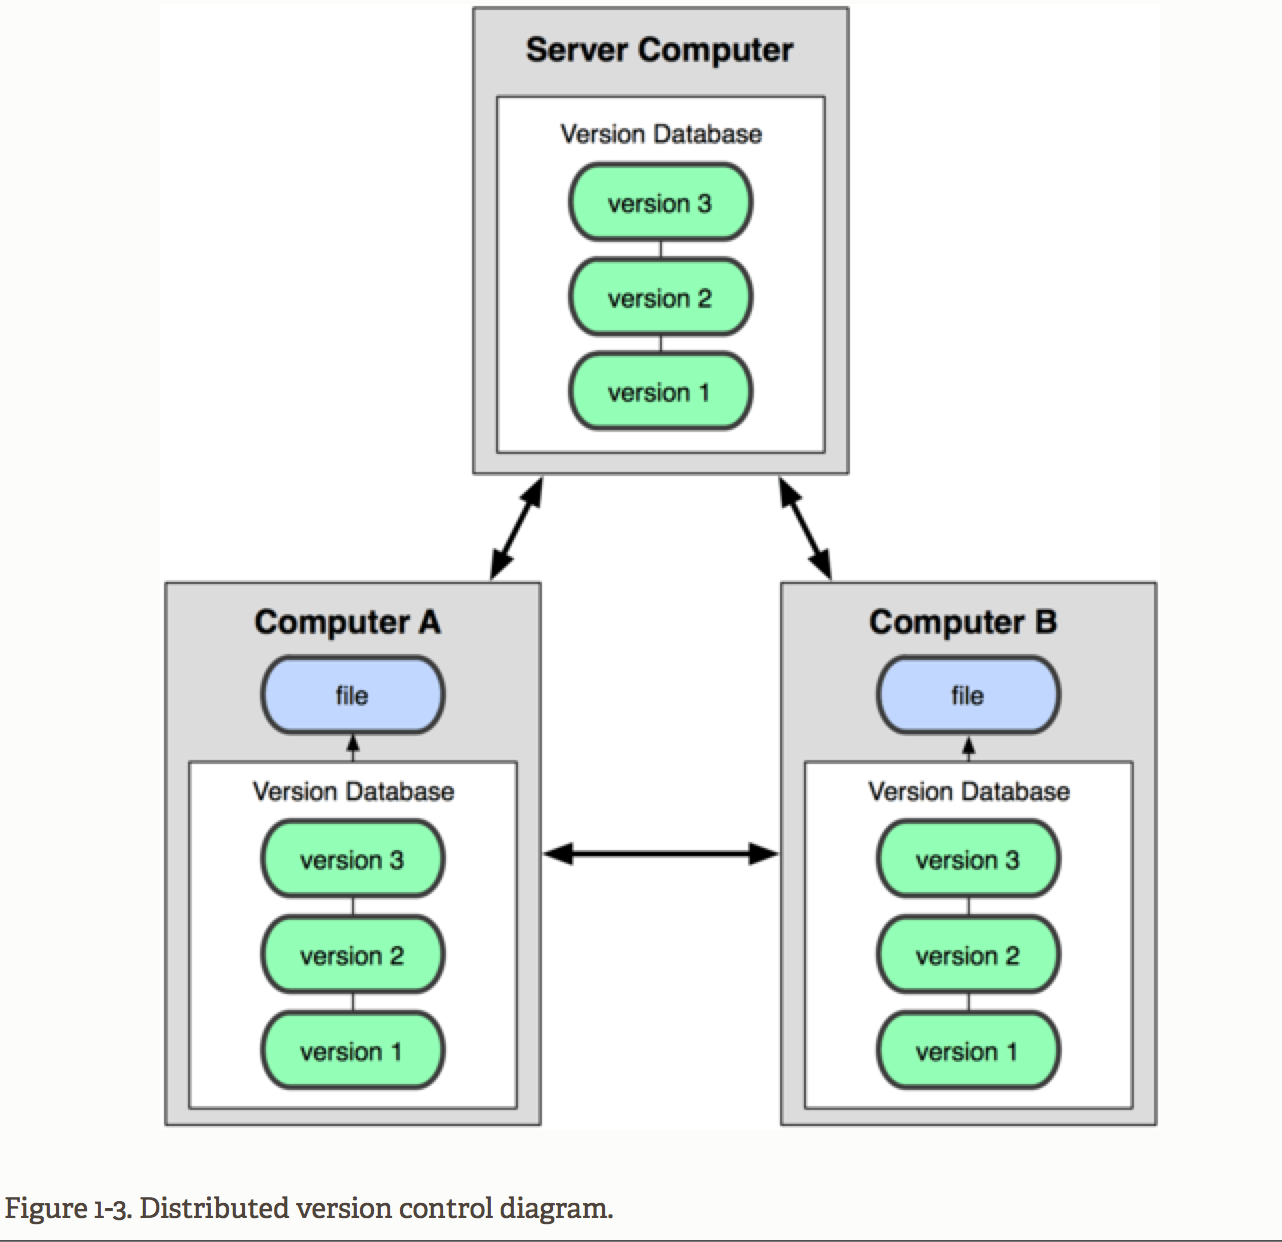 Server Computer
Version Database
version 3
version 2
version 1
Computer A
file
Version Database
version 3
version 2
version 1
Computer B
file
Version Database
version 3
version 2
version 1
Figure 1-3. Distributed version control diagram.